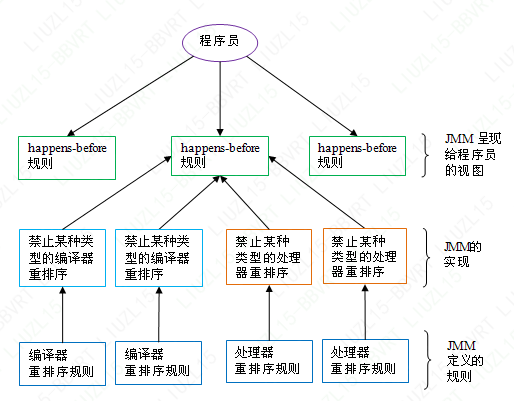 程序员
happens-before
规则
happens-before
规则
happens-before
规则
JMM 呈现
给程序员
的视图
禁止某种类
型的编译器
重排序
禁止某种类
型的编译器
重排序
禁止某种
类型的处理
器重排序
禁止某种
类型的处理
器重排序
JMM的
实现
编译器
重排序规则
编译器
重排序规则
处理器
重排序规则
处理器
重排序规则
JMM
定义的
规则